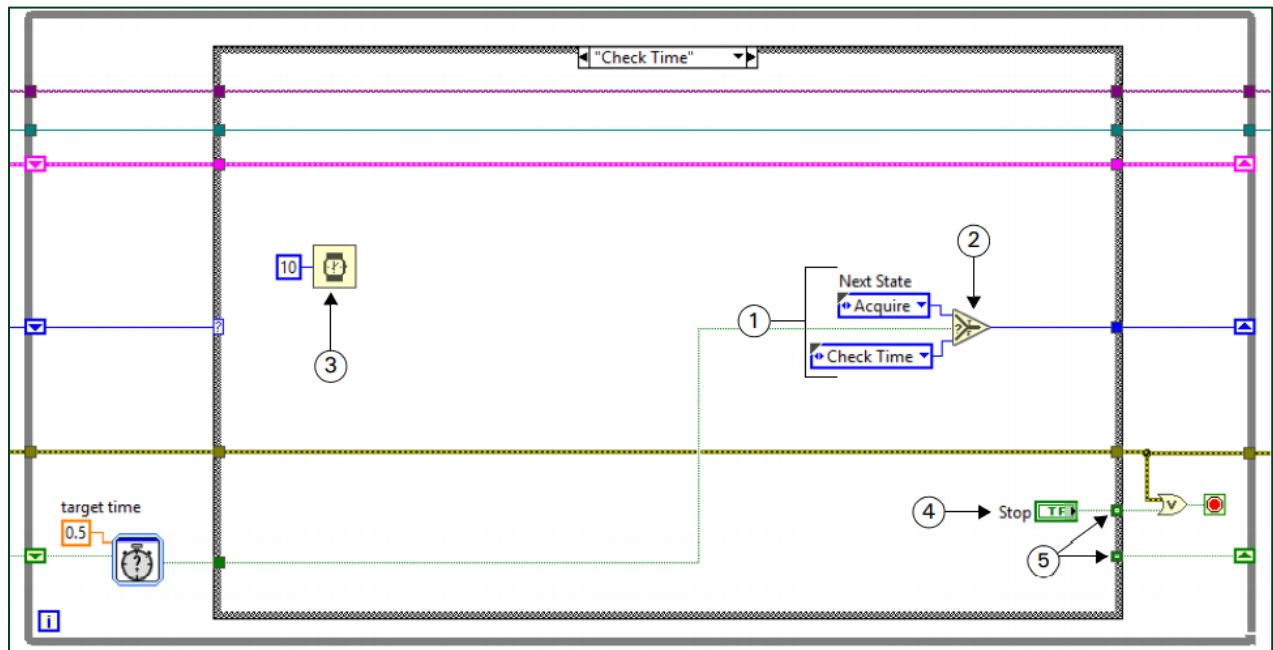 "Check Time"
2
10
Next State
Acquire
1
? T F
Check Time
3
?
target time
0.5
?
4
Stop
TF
V
5
i